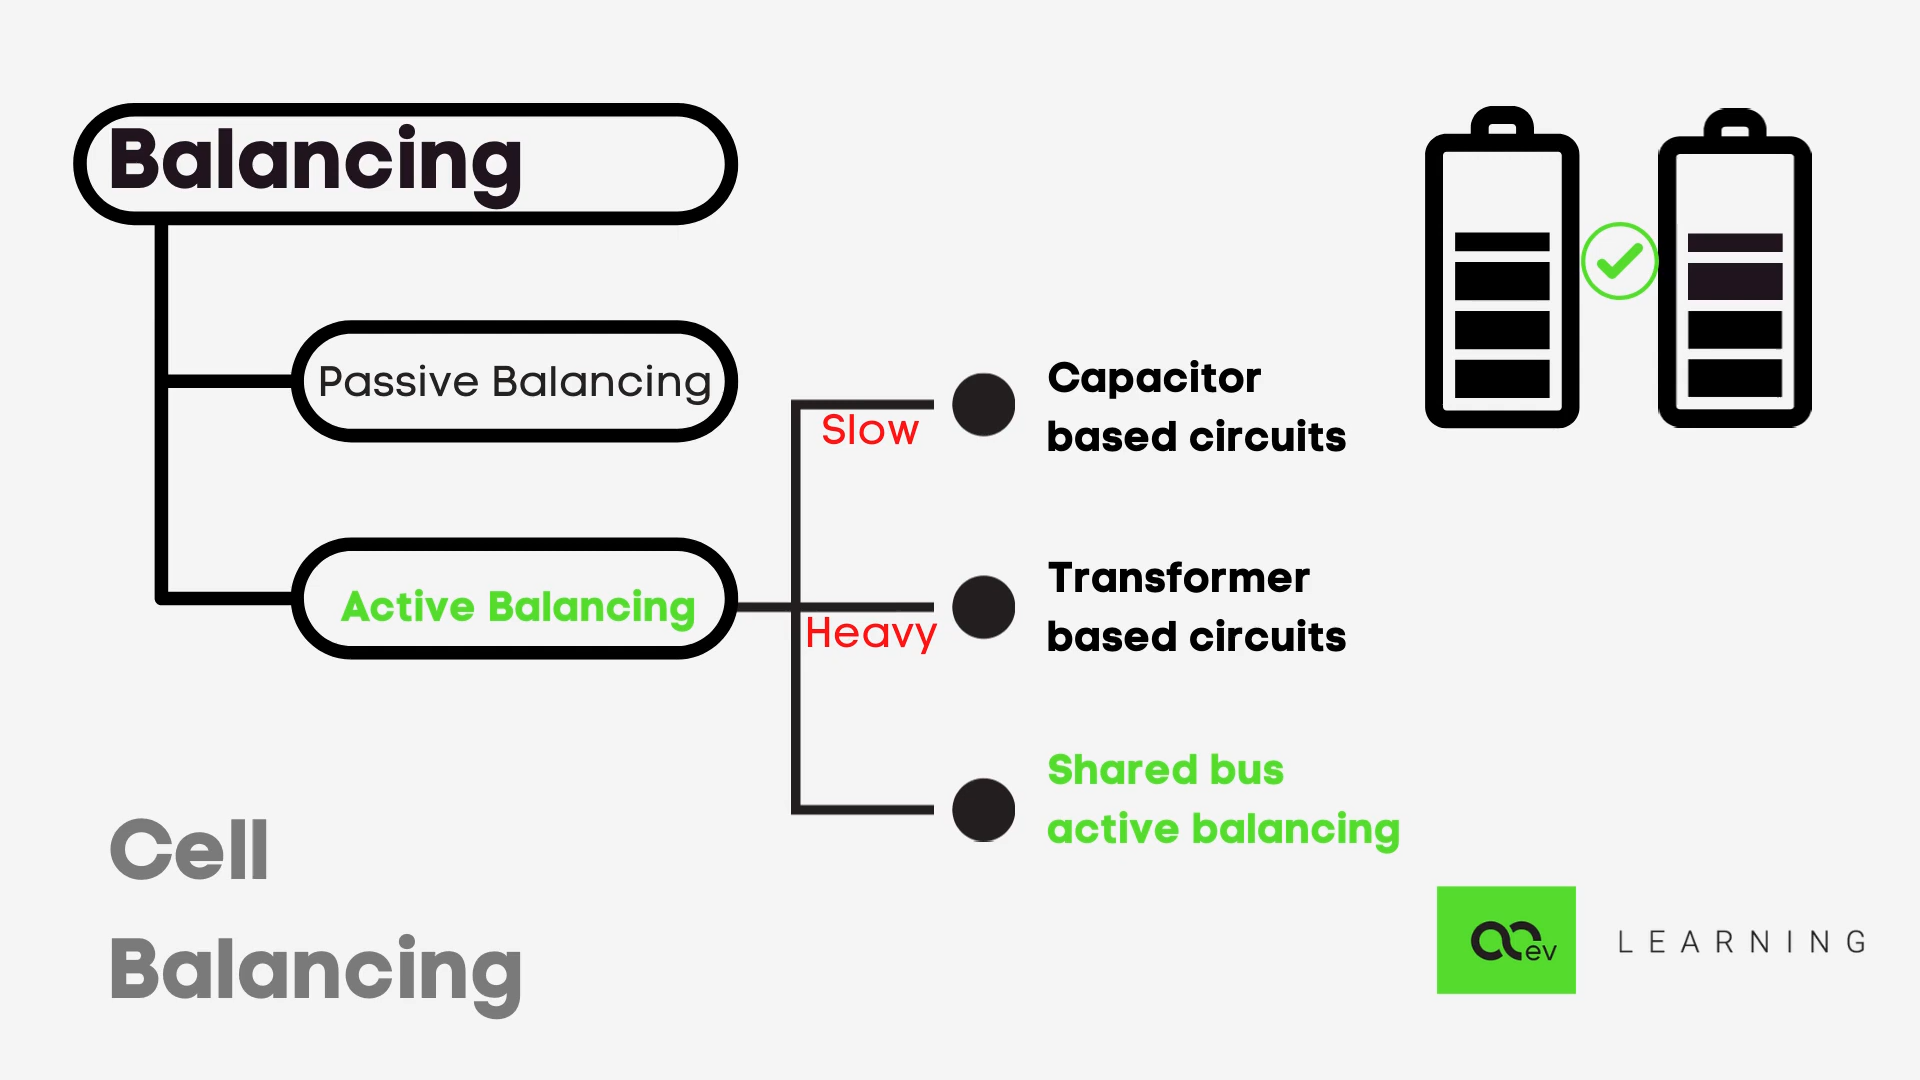 Balancing
Passive Balancing
Active Balancing
Slow
Capacitor
based circuits
Heavy
Transformer
based circuits
Shared bus
active balancing
Cell
Balancing
ev
LEARNING